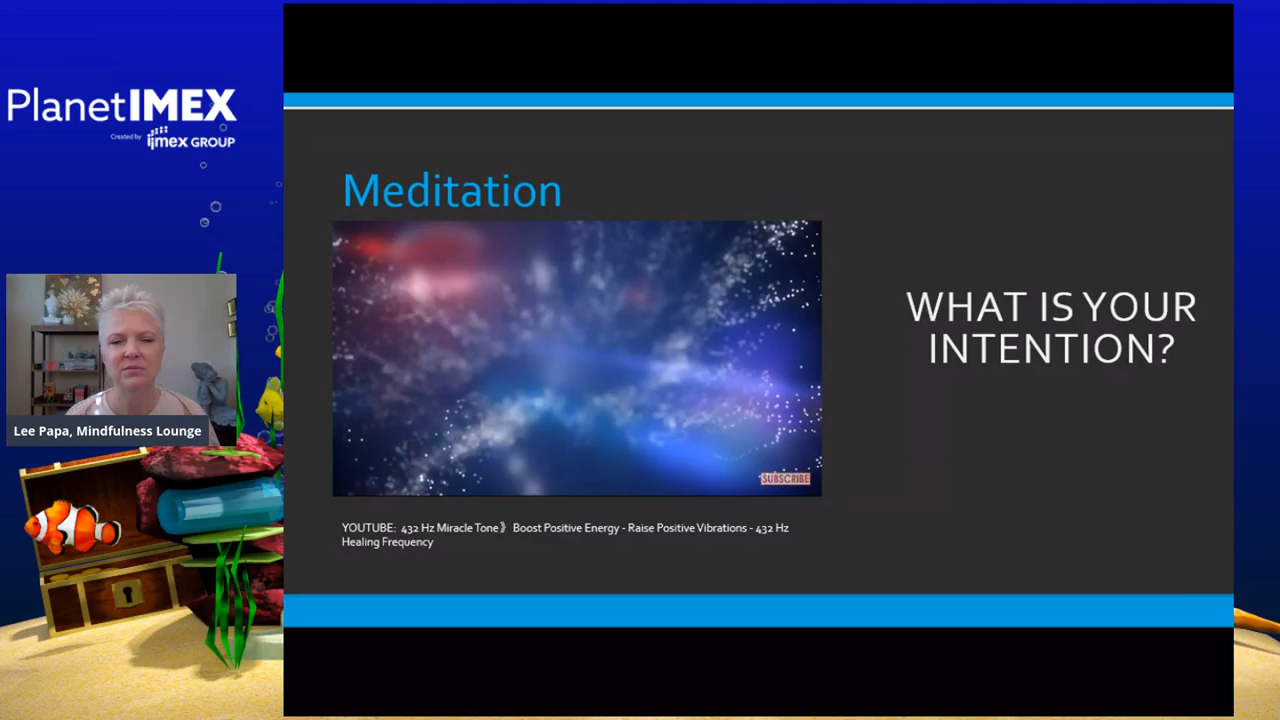 PlanetIMEX
Created by
imex GROUP
Meditation
WHAT IS YOUR
INTENTION?
SUBSCRIBE
Lee Papa, Mindfulness Lounge
YOUTUBE: 432 Hz Miracle Tone》 Boost Positive Energy - Raise Positive Vibrations - 432 Hz
Healing Frequency